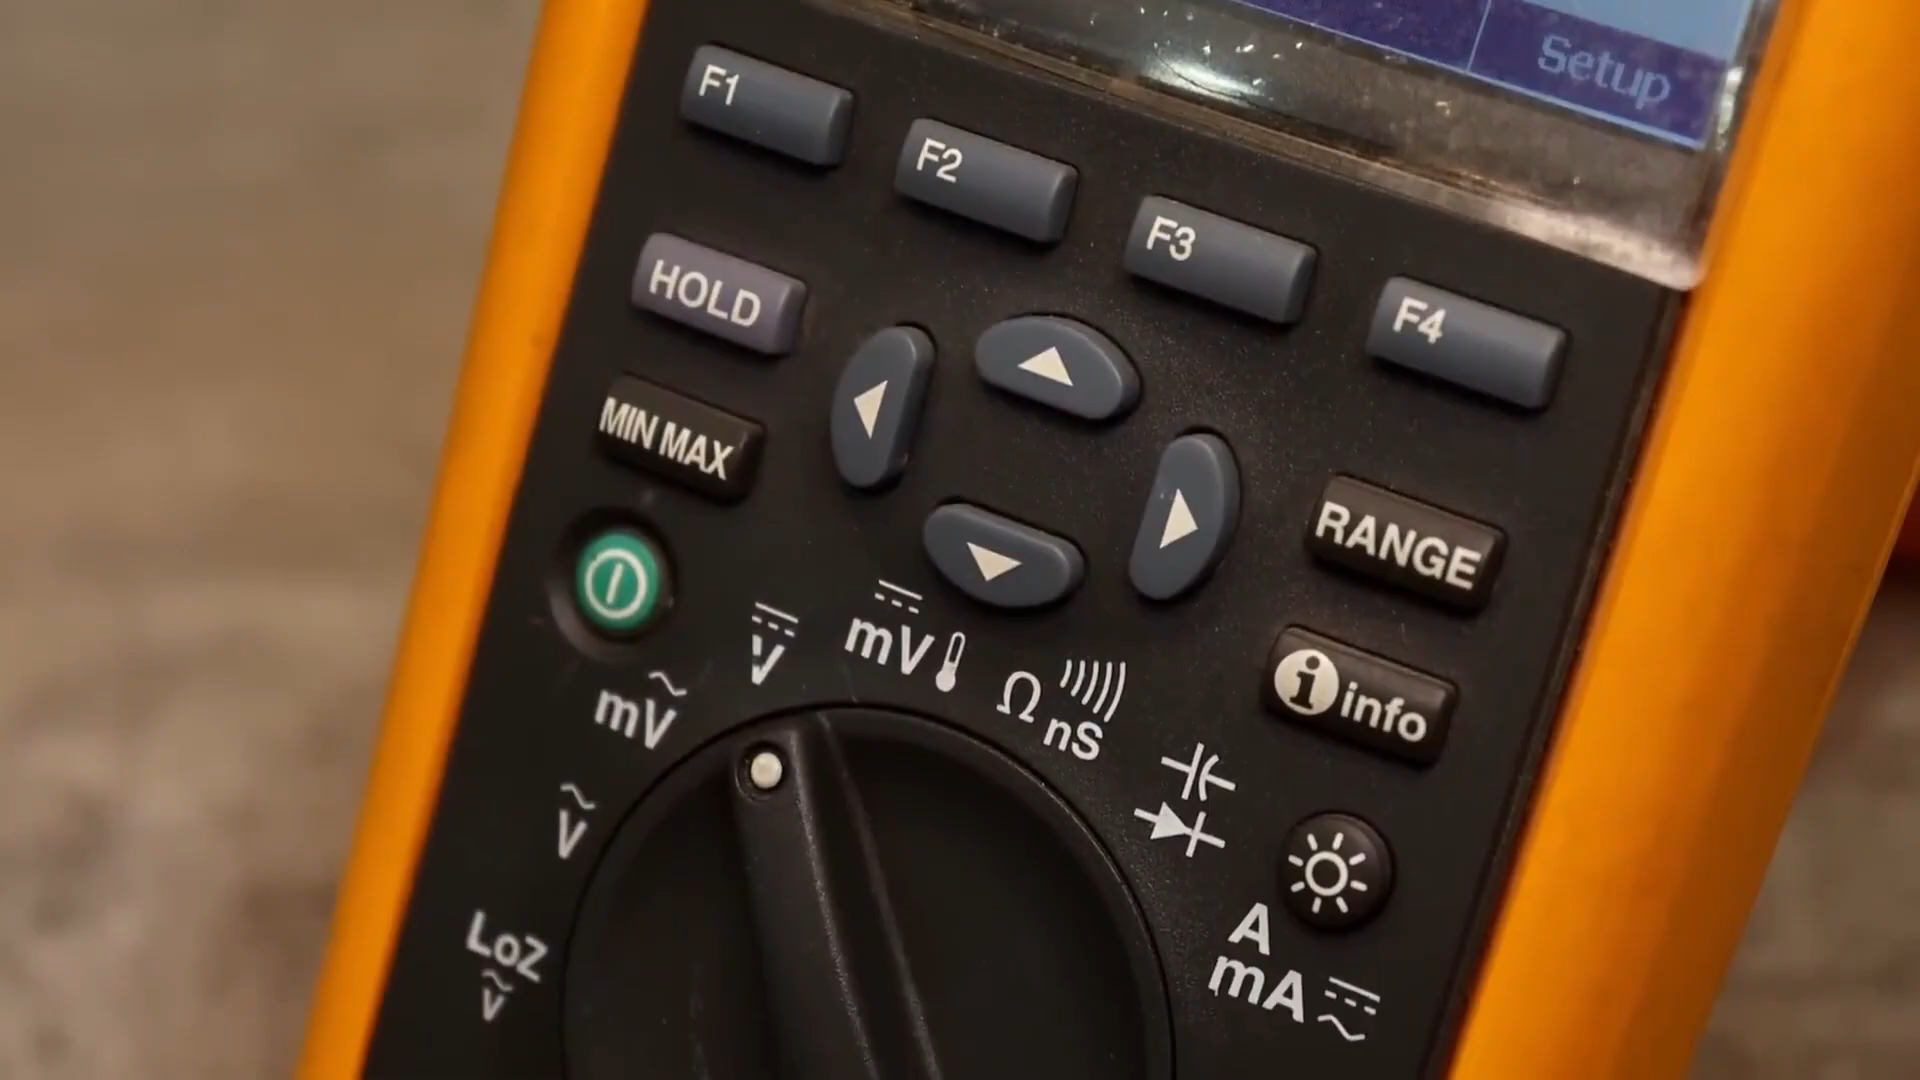 Setup
F1
F2
F3
F4
HOLD
MIN MAX
RANGE
i info
mV
V
mV
Ω nS
V
LoZ
V
A
mA